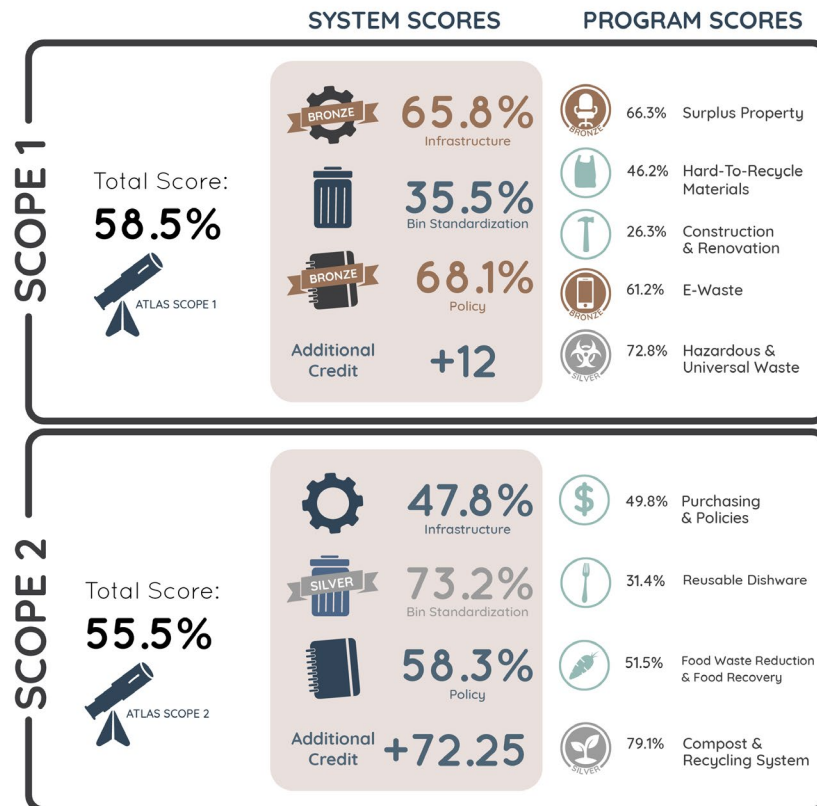 SYSTEM SCORES
PROGRAM SCORES
SCOPE 1
Total Score:
58.5%
ATLAS SCOPE 1
BRONZE
65.8%
Infrastructure
35.5%
Bin Standardization
BRONZE
68.1%
Policy
Additional
Credit
+12
BRONZE
66.3% Surplus Property
46.2% Hard-To-Recycle
Materials
26.3% Construction
& Renovation
BRONZE
61.2% E-Waste
SILVER
72.8% Hazardous &
Universal Waste
SCOPE 2
Total Score:
55.5%
ATLAS SCOPE 2
47.8%
Infrastructure
SILVER
73.2%
Bin Standardization
58.3%
Policy
Additional
Credit
+72.25
$
49.8% Purchasing
& Policies
31.4% Reusable Dishware
51.5% Food Waste Reduction
& Food Recovery
SILVER
79.1% Compost &
Recycling System